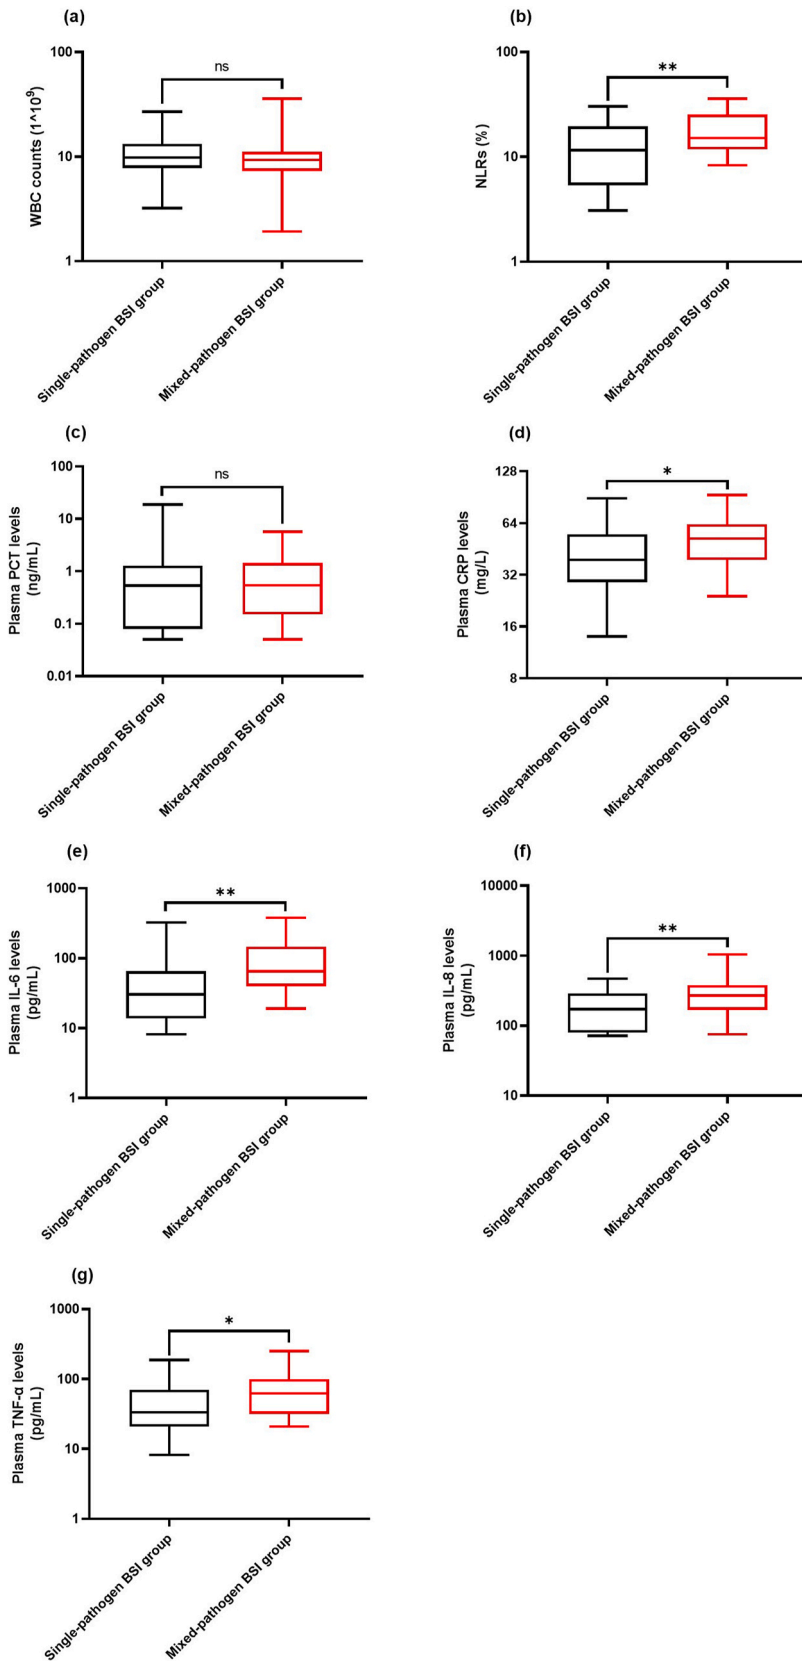 (a)
WBC counts (1^10^9)
100
10
1
ns
Single-pathogen BSI group
Mixed-pathogen BSI group
(b)
NLRs (%)
100
10
1
**
Single-pathogen BSI group
Mixed-pathogen BSI group
(c)
Plasma PCT levels
(ng/mL)
100
10
1
0.1
0.01
ns
Single-pathogen BSI group
Mixed-pathogen BSI group
(d)
Plasma CRP levels
(mg/L)
128
64
32
16
8
*
Single-pathogen BSI group
Mixed-pathogen BSI group
(e)
Plasma IL-6 levels
(pg/mL)
1000
100
10
1
**
Single-pathogen BSI group
Mixed-pathogen BSI group
(f)
Plasma IL-8 levels
(pg/mL)
10000
1000
100
10
**
Single-pathogen BSI group
Mixed-pathogen BSI group
(g)
Plasma TNF-α levels
(pg/mL)
1000
100
10
1
*
Single-pathogen BSI group
Mixed-pathogen BSI group